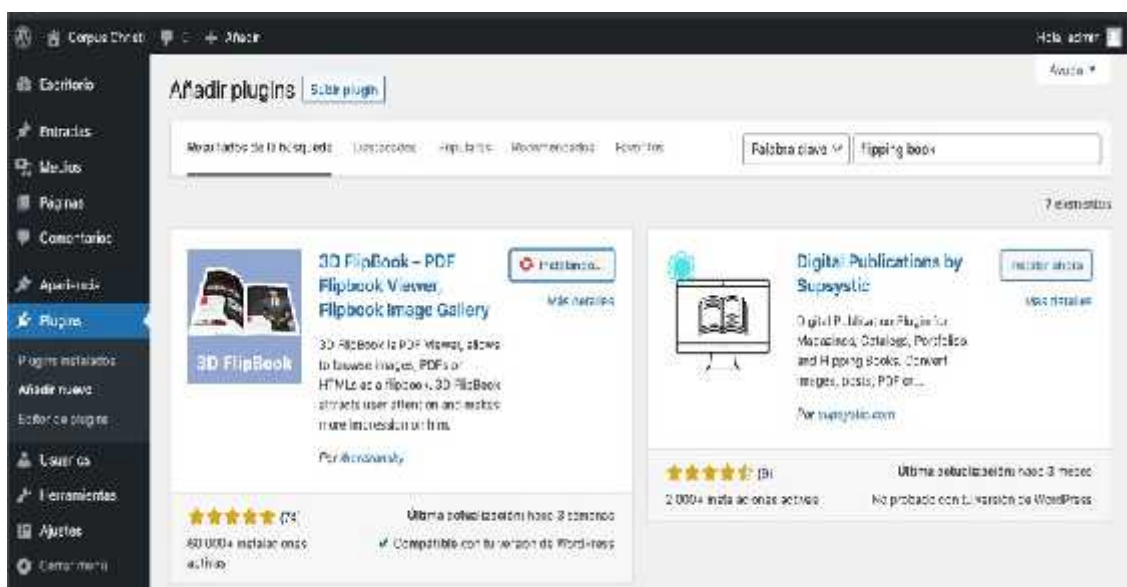 Corpus Christi
Añadir
Hola, admin
Ayuda
Escritorio
Entradas
Medios
Páginas
Comentarios
Apariencia
Plugins
Plugins instalados
Añadir nuevo
Editor de plugins
Usuarios
Herramientas
Ajustes
Cerrar menú
Añadir plugins
Subir plugin
Resultados de la búsqueda Destacados Populares Recomendados Favoritos
Palabra clave flipping book
7 elementos
3D FlipBook
3D FlipBook – PDF
Flipbook Viewer,
Flipbook Image Gallery
Instalando...
Más detalles
3D FlipBook is PDF Viewer, allows
to browse images, PDFs or
HTMLs as a flipbook. 3D FlipBook
attracts user attention and makes
more impression on him.
Por iberezansky
(74)
60.000+ instalaciones
activas
Última actualización: hace 3 semanas
Compatible con tu versión de WordPress
Digital Publications by
Supsystic
Instalar ahora
Más detalles
Digital Publication Plugin for
Magazines, Catalogs, Portfolios
and Flipping Books. Convert
images, posts, PDF or...
Por supsystic.com
(9)
2.000+ instalaciones activas
Última actualización: hace 3 meses
No probado con tu versión de WordPress